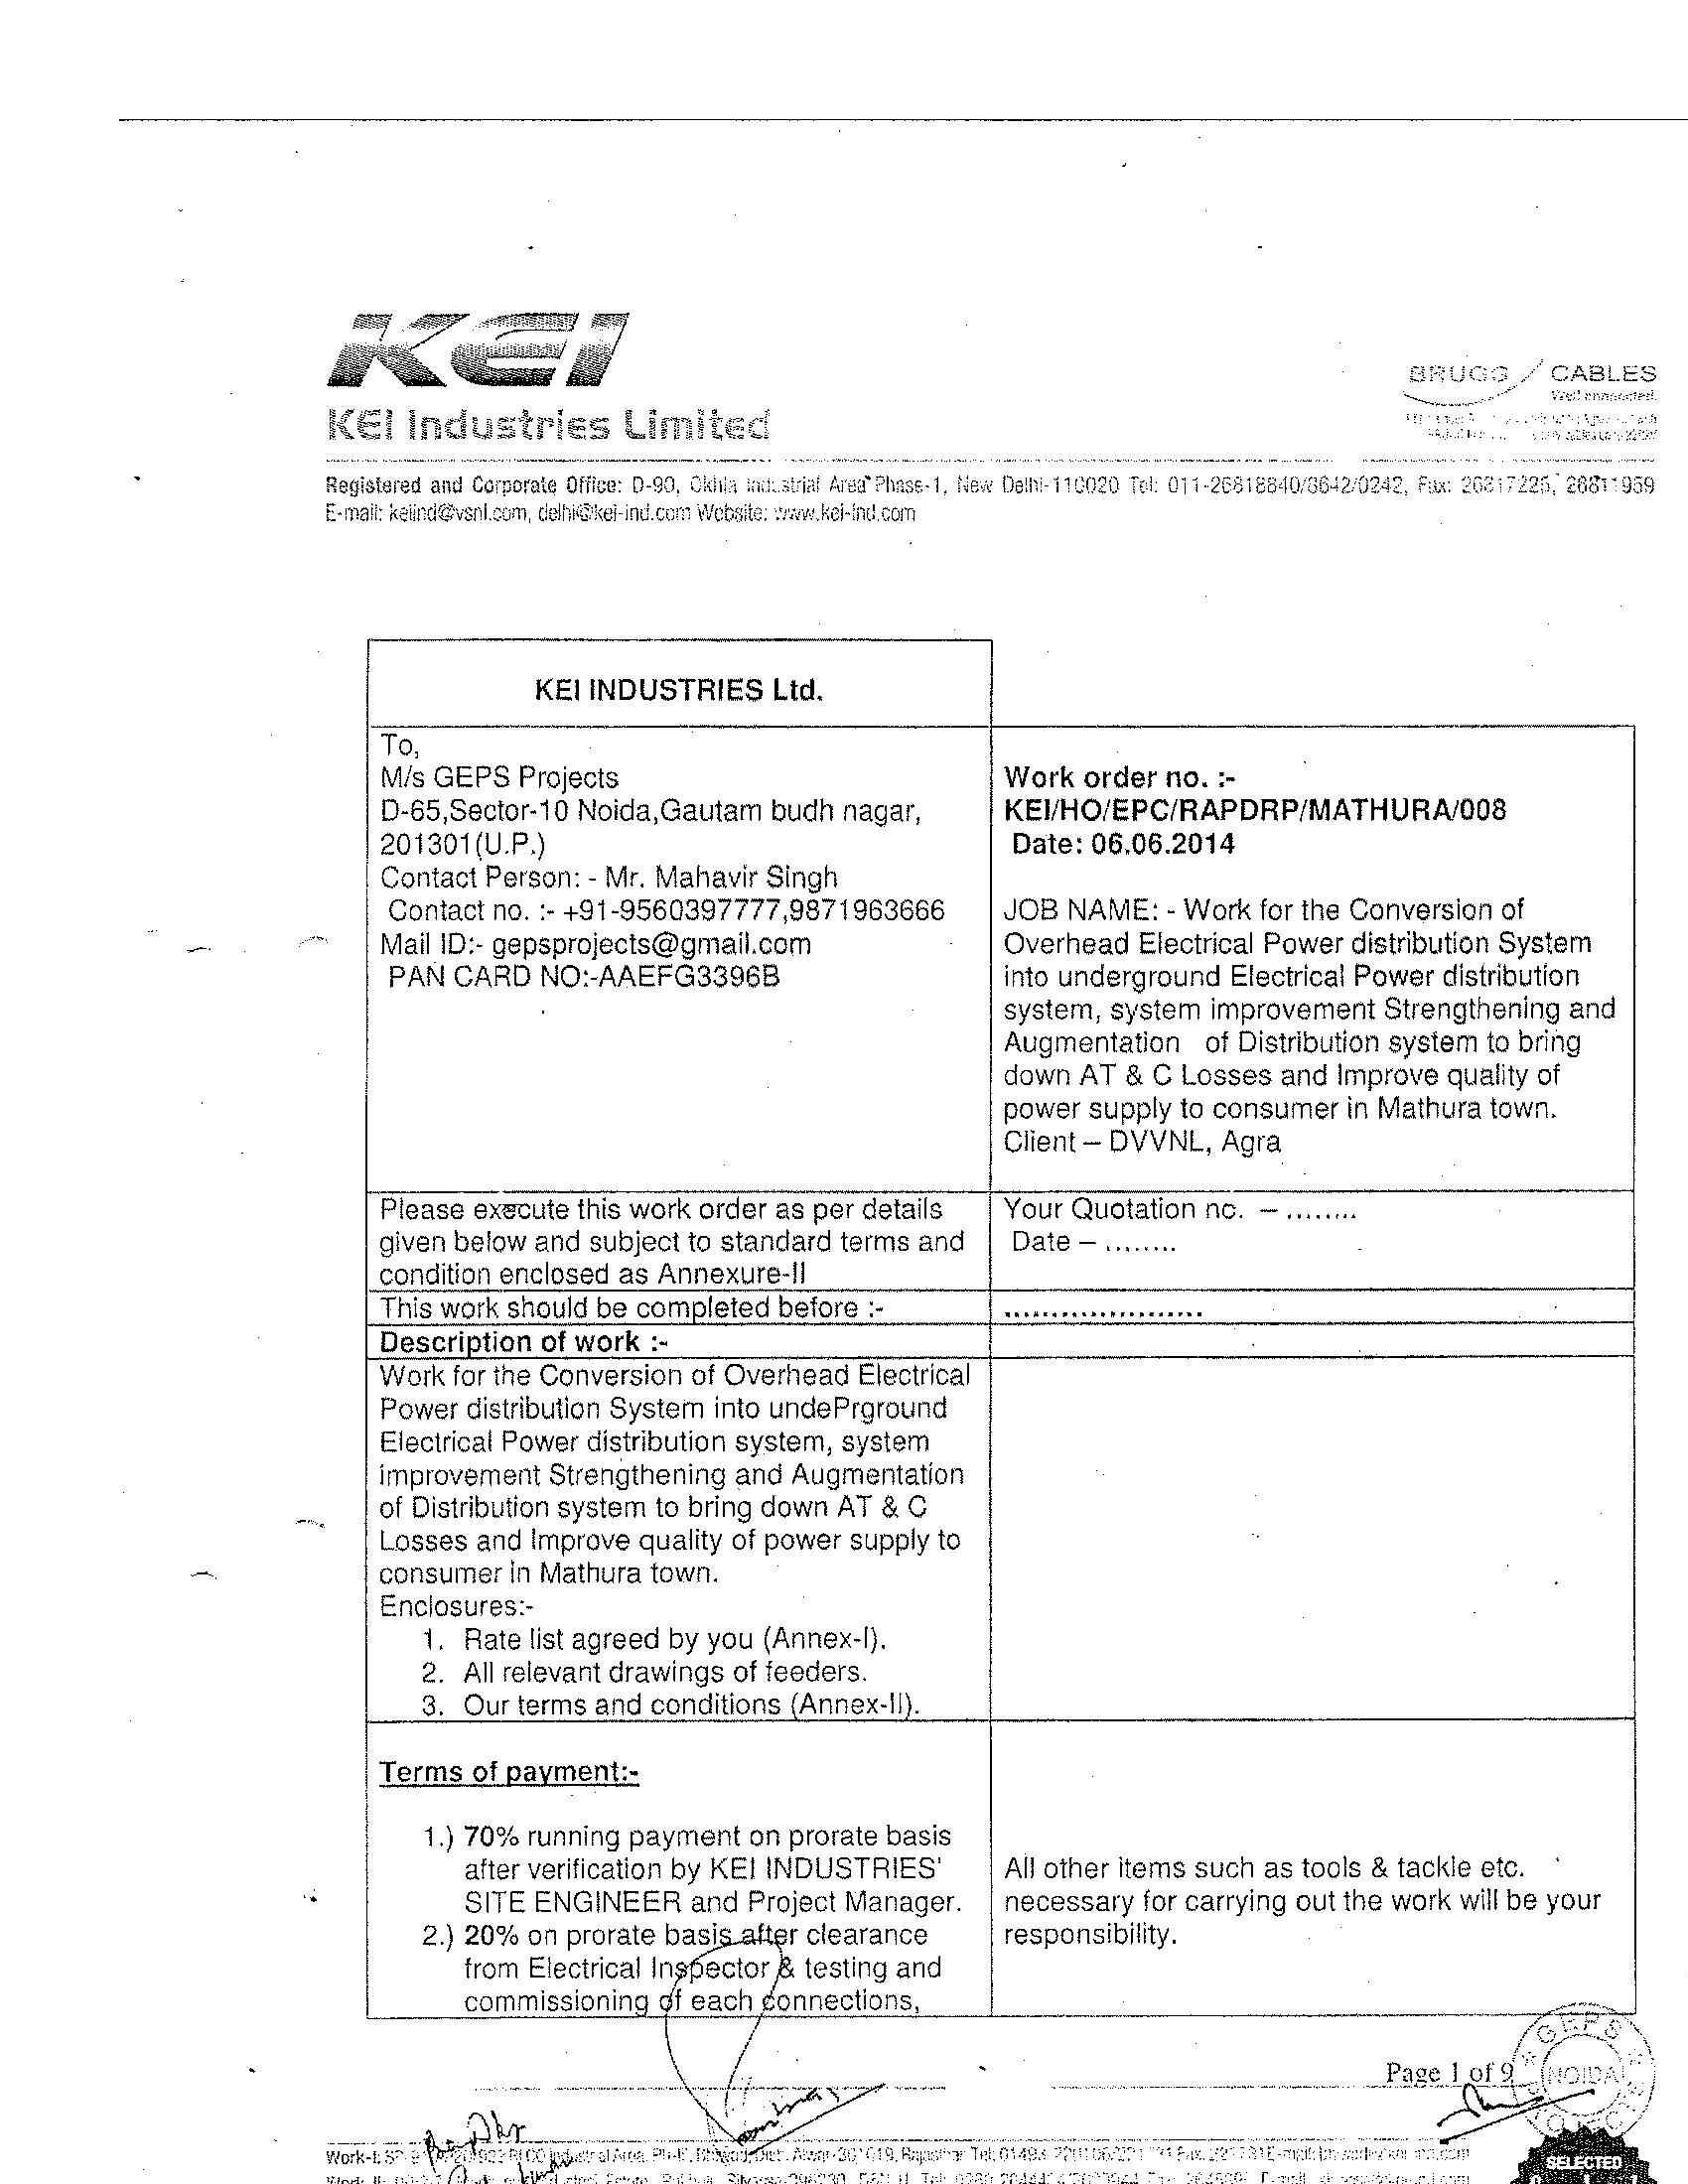 KEI
KEI Industries Limited
BRUGG CABLES
Well connected
Registered and Corporate Office: D-90, Okhla Industrial Area Phase-1, New Delhi-110020 Tel: 011-26818840/8642/0242, Fax: 26817225, 26811959
E-mail: keiind@vsnl.com, delhi@kei-ind.com Website: www.kei-ind.com
KEI INDUSTRIES Ltd.
To,
M/s GEPS Projects
D-65,Sector-10 Noida,Gautam budh nagar,
201301(U.P.)
Contact Person: - Mr. Mahavir Singh
Contact no. :- +91-9560397777,9871963666
Mail ID:- gepsprojects@gmail.com
PAN CARD NO:-AAEFG3396B
Work order no. :-
KEI/HO/EPC/RAPDRP/MATHURA/008
Date: 06.06.2014
JOB NAME: - Work for the Conversion of
Overhead Electrical Power distribution System
into underground Electrical Power distribution
system, system improvement Strengthening and
Augmentation of Distribution system to bring
down AT & C Losses and Improve quality of
power supply to consumer in Mathura town.
Client – DVVNL, Agra
Please execute this work order as per details
given below and subject to standard terms and
condition enclosed as Annexure-II
Your Quotation no. – ........
Date – .......
This work should be completed before :-
......................
Description of work :-
Work for the Conversion of Overhead Electrical
Power distribution System into undePrground
Electrical Power distribution system, system
improvement Strengthening and Augmentation
of Distribution system to bring down AT & C
Losses and Improve quality of power supply to
consumer in Mathura town.
Enclosures:-
1. Rate list agreed by you (Annex-I).
2. All relevant drawings of feeders.
3. Our terms and conditions (Annex-II).
Terms of payment:-
1.) 70% running payment on prorate basis
after verification by KEI INDUSTRIES'
SITE ENGINEER and Project Manager.
2.) 20% on prorate basis after clearance
from Electrical Inspector & testing and
commissioning of each connections,
All other items such as tools & tackle etc.
necessary for carrying out the work will be your
responsibility.
Page 1 of 9
GEPS
NOIDA
SELECTED